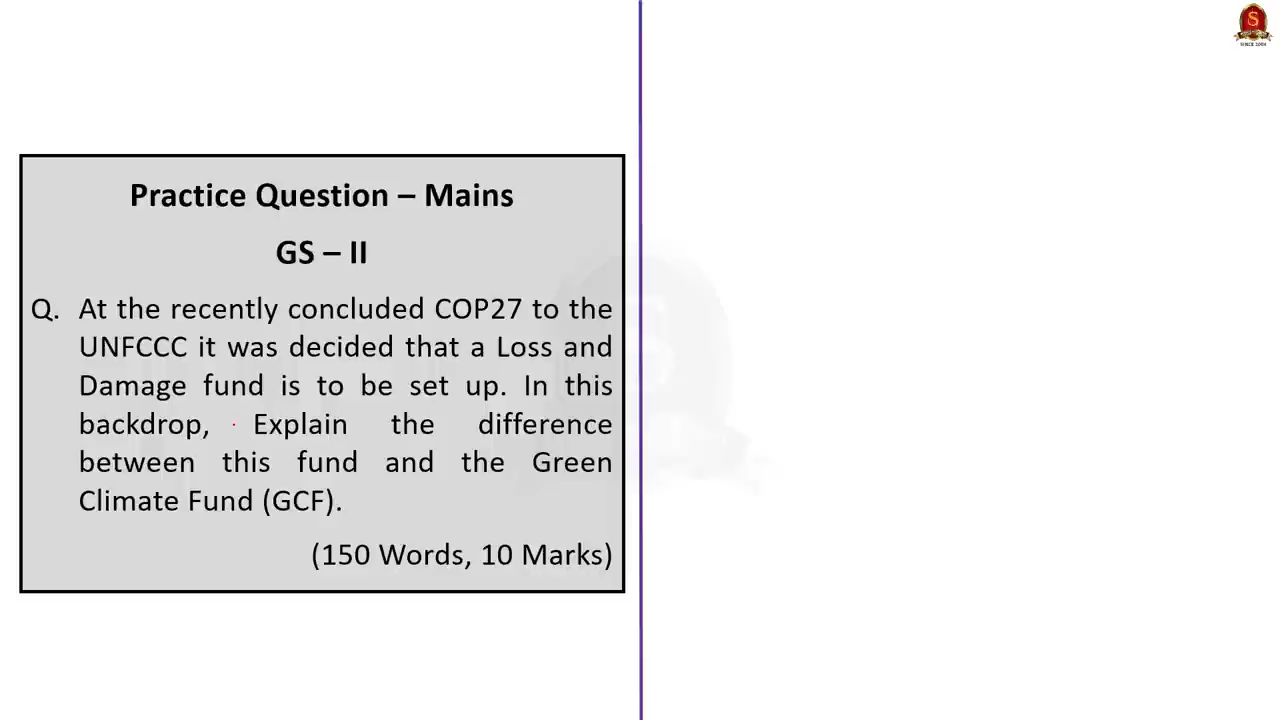 Practice Question – Mains
GS – II
Q. At the recently concluded COP27 to the
UNFCCC it was decided that a Loss and
Damage fund is to be set up. In this
backdrop, Explain the difference
between this fund and the Green
Climate Fund (GCF).
(150 Words, 10 Marks)
S
SINCE 2004